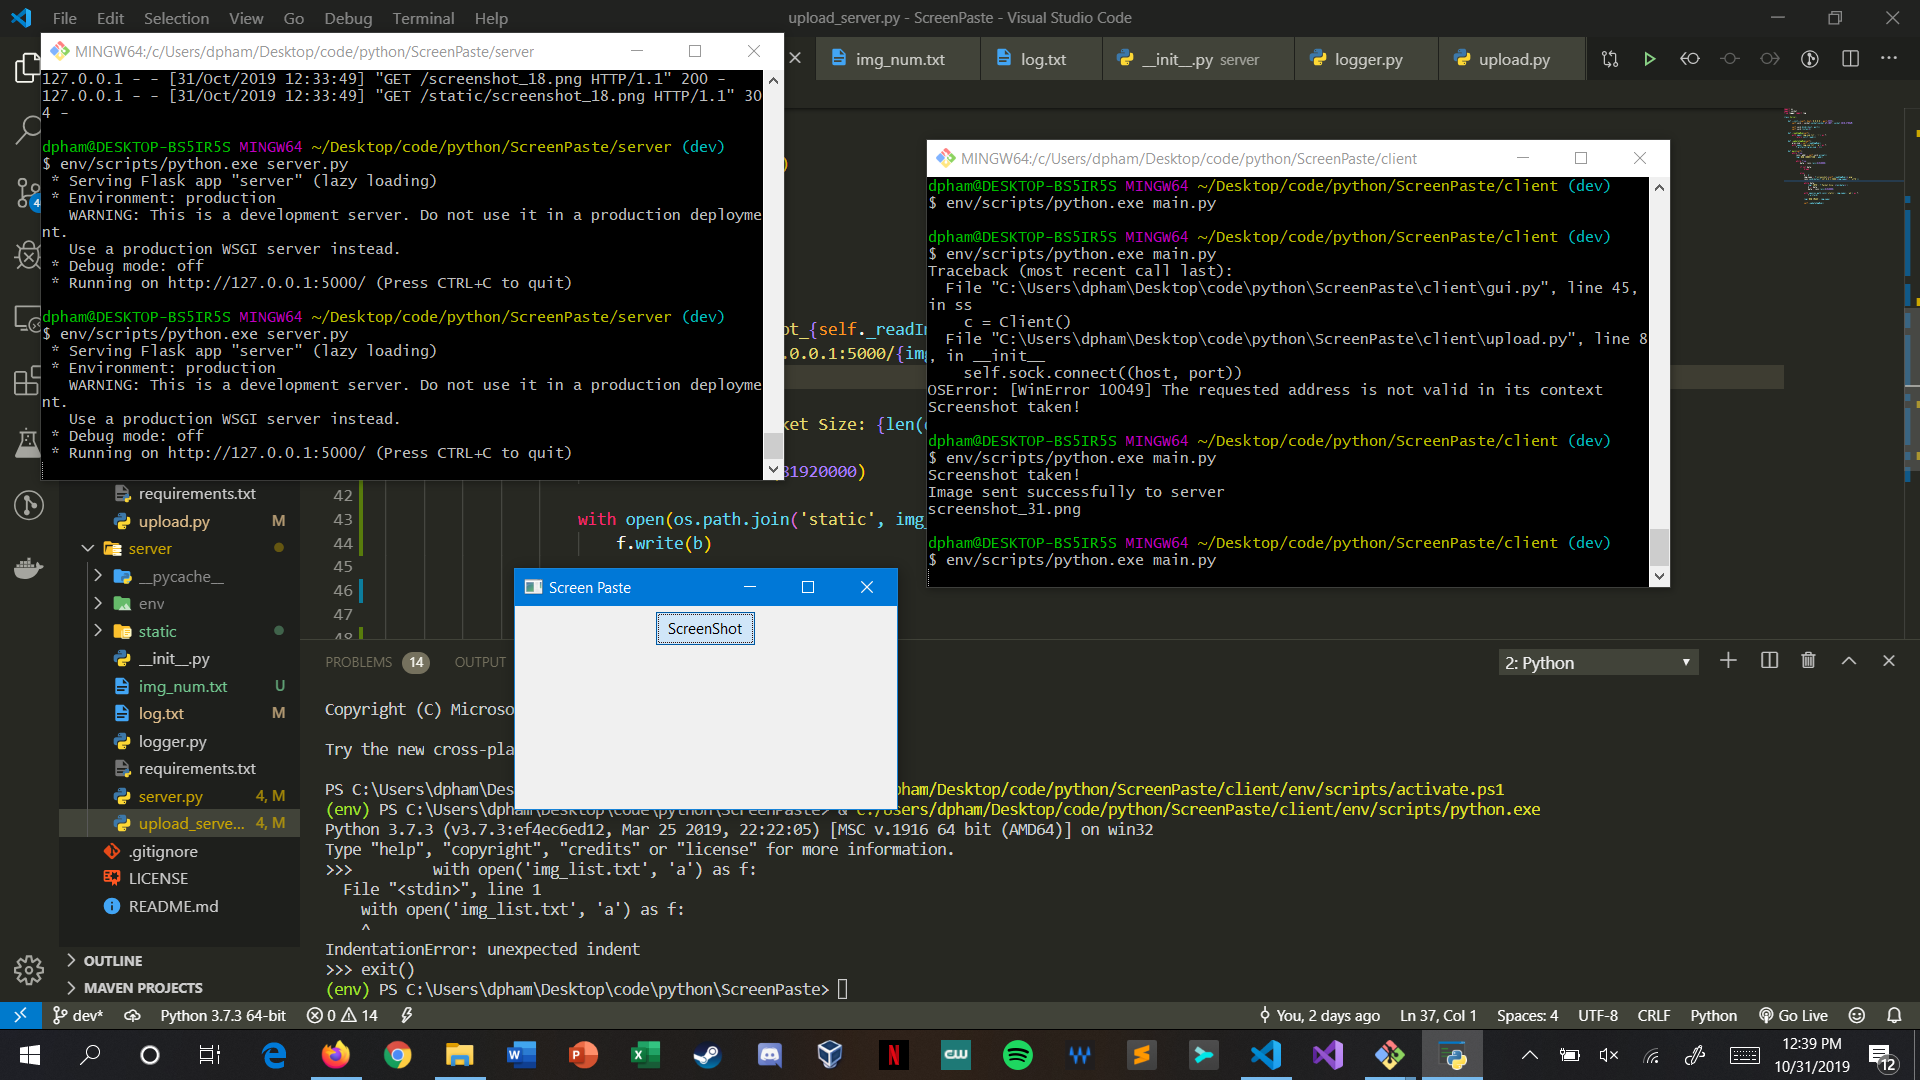 File Edit Selection View Go Debug Terminal Help
upload_server.py - ScreenPaste - Visual Studio Code
img_num.txt
log.txt
__init__.py server
logger.py
upload.py
MINGW64:/c/Users/dpham/Desktop/code/python/ScreenPaste/server
127.0.0.1 - - [31/Oct/2019 12:33:49] "GET /screenshot_18.png HTTP/1.1" 200 -
127.0.0.1 - - [31/Oct/2019 12:33:49] "GET /static/screenshot_18.png HTTP/1.1" 30
4 -
dpham@DESKTOP-BS5IR5S MINGW64 ~/Desktop/code/python/ScreenPaste/server (dev)
$ env/scripts/python.exe server.py
* Serving Flask app "server" (lazy loading)
* Environment: production
WARNING: This is a development server. Do not use it in a production deployme
nt.
Use a production WSGI server instead.
* Debug mode: off
* Running on http://127.0.0.1:5000/ (Press CTRL+C to quit)
dpham@DESKTOP-BS5IR5S MINGW64 ~/Desktop/code/python/ScreenPaste/server (dev)
$ env/scripts/python.exe server.py
* Serving Flask app "server" (lazy loading)
* Environment: production
WARNING: This is a development server. Do not use it in a production deployme
nt.
Use a production WSGI server instead.
* Debug mode: off
* Running on http://127.0.0.1:5000/ (Press CTRL+C to quit)
)
ot_{self._readI
.0.0.1:5000/{img
ket Size: {len(
81920000)
MINGW64:/c/Users/dpham/Desktop/code/python/ScreenPaste/client
dpham@DESKTOP-BS5IR5S MINGW64 ~/Desktop/code/python/ScreenPaste/client (dev)
$ env/scripts/python.exe main.py
dpham@DESKTOP-BS5IR5S MINGW64 ~/Desktop/code/python/ScreenPaste/client (dev)
$ env/scripts/python.exe main.py
Traceback (most recent call last):
File "C:\Users\dpham\Desktop\code\python\ScreenPaste\client\gui.py", line 45,
in ss
c = Client()
File "C:\Users\dpham\Desktop\code\python\ScreenPaste\client\upload.py", line 8
, in __init__
self.sock.connect((host, port))
OSError: [WinError 10049] The requested address is not valid in its context
Screenshot taken!
dpham@DESKTOP-BS5IR5S MINGW64 ~/Desktop/code/python/ScreenPaste/client (dev)
$ env/scripts/python.exe main.py
Screenshot taken!
Image sent successfully to server
screenshot_31.png
dpham@DESKTOP-BS5IR5S MINGW64 ~/Desktop/code/python/ScreenPaste/client (dev)
$ env/scripts/python.exe main.py
requirements.txt
upload.py M
server
__pycache__
env
static
__init__.py
img_num.txt U
log.txt M
logger.py
requirements.txt
server.py 4, M
upload_serve... 4, M
.gitignore
LICENSE
README.md
OUTLINE
MAVEN PROJECTS
4
42
43 with open(os.path.join('static', img_
44 f.write(b)
45
46
47
48
Screen Paste
ScreenShot
PROBLEMS 14 OUTPUT
2: Python
Copyright (C) Microso
Try the new cross-pla
PS C:\Users\dpham\Des ham/Desktop/code/python/ScreenPaste/client/env/scripts/activate.ps1
(env) PS C:\Users\dpham\Desktop\code\python\ScreenPaste> & C:/Users/dpham/Desktop/code/python/ScreenPaste/client/env/scripts/python.exe
Python 3.7.3 (v3.7.3:ef4ec6ed12, Mar 25 2019, 22:22:05) [MSC v.1916 64 bit (AMD64)] on win32
Type "help", "copyright", "credits" or "license" for more information.
>>> with open('img_list.txt', 'a') as f:
File "<stdin>", line 1
with open('img_list.txt', 'a') as f:
^
IndentationError: unexpected indent
>>> exit()
(env) PS C:\Users\dpham\Desktop\code\python\ScreenPaste>
dev* Python 3.7.3 64-bit 0 14 You, 2 days ago Ln 37, Col 1 Spaces: 4 UTF-8 CRLF Python Go Live
12:39 PM
10/31/2019
12